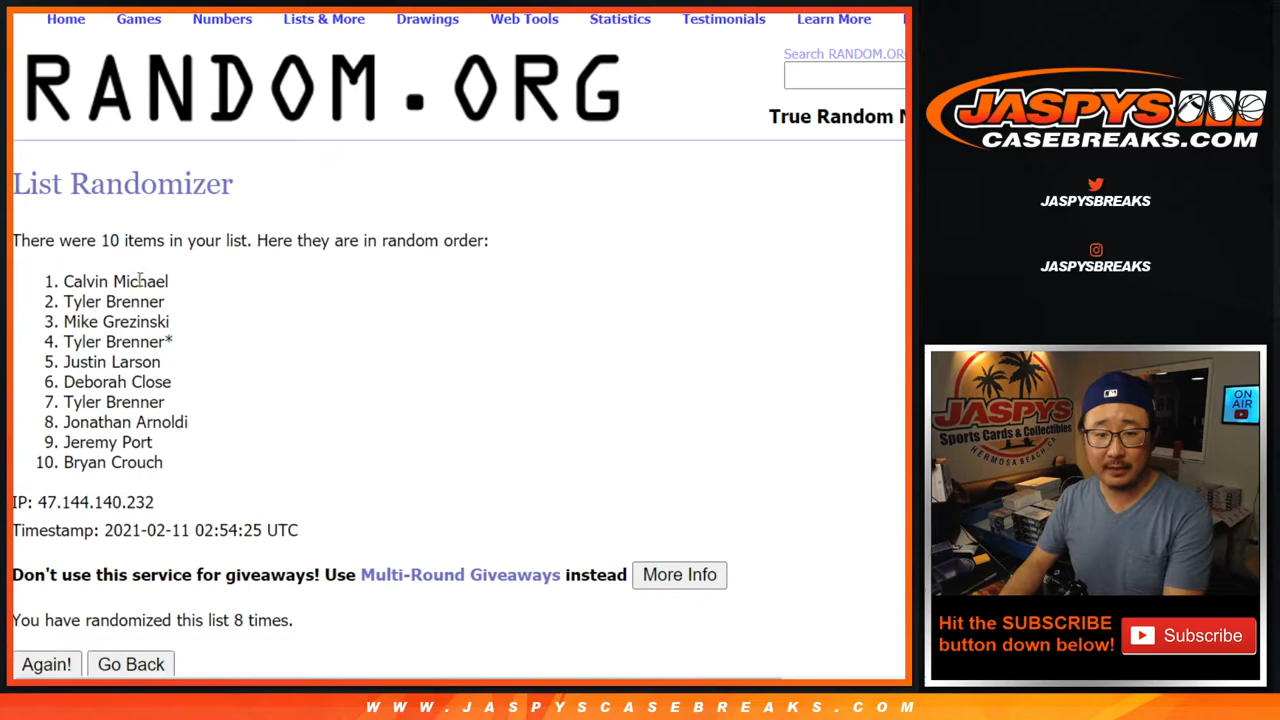 Home Games Numbers Lists & More Drawings Web Tools Statistics Testimonials Learn More
RANDOM.ORG
Search RANDOM.OR
True Random
List Randomizer
There were 10 items in your list. Here they are in random order:
1. Calvin Michael
2. Tyler Brenner
3. Mike Grezinski
4. Tyler Brenner*
5. Justin Larson
6. Deborah Close
7. Tyler Brenner
8. Jonathan Arnoldi
9. Jeremy Port
10. Bryan Crouch
IP: 47.144.140.232
Timestamp: 2021-02-11 02:54:25 UTC
Don't use this service for giveaways! Use Multi-Round Giveaways instead More Info
You have randomized this list 8 times.
Again! Go Back
JASPYS
CASEBREAKS.COM
JASPYSBREAKS
JASPYSBREAKS
JASPYS
Sports Cards & Collectibles
HERMOSA BEACH, CA
ON
AIR
Hit the SUBSCRIBE
button down below!
Subscribe
WWW.JASPYSCASEBREAKS.COM